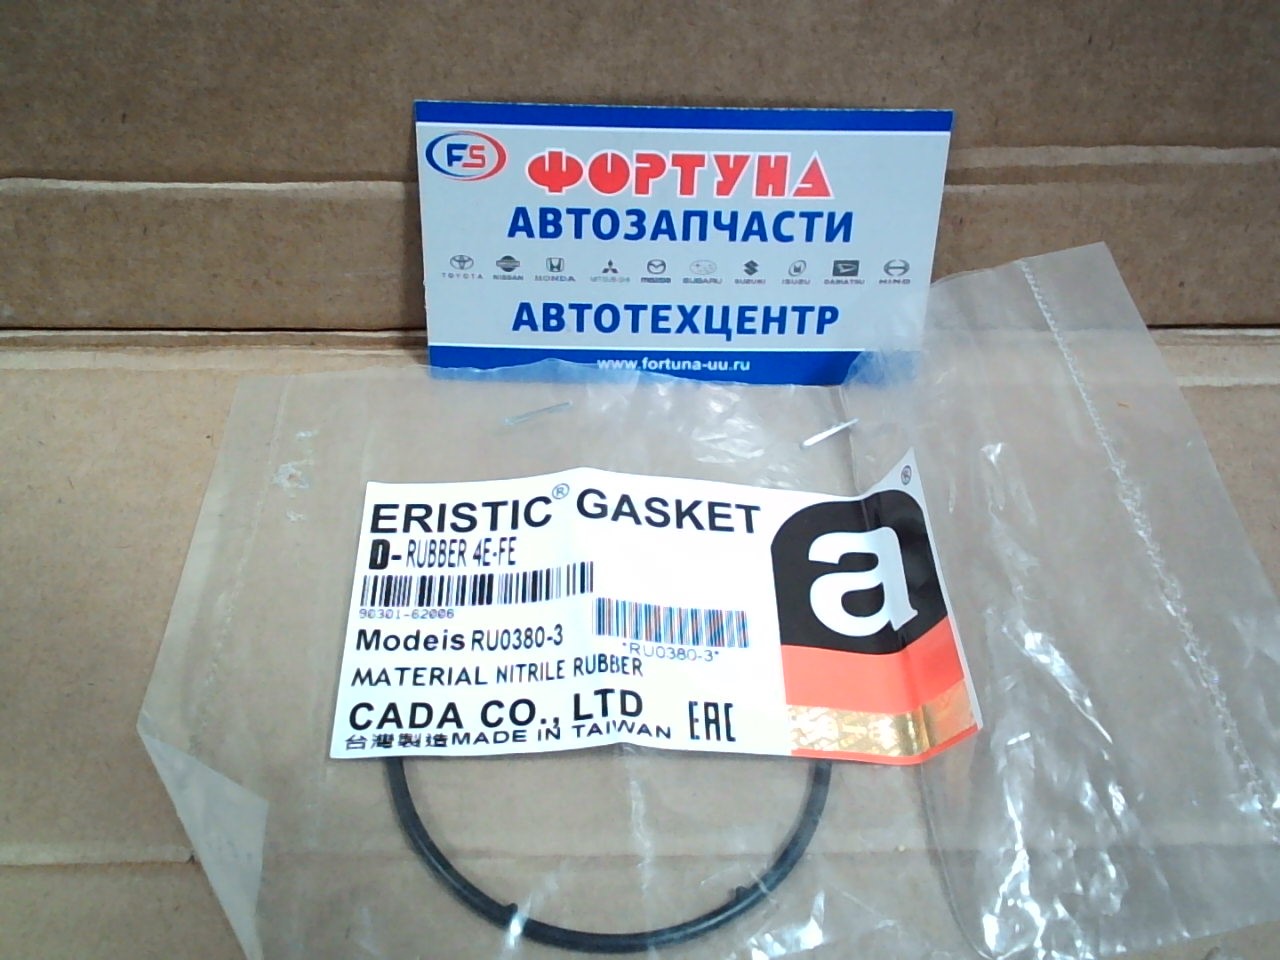 FS ФОРТУНА
АВТОЗАПЧАСТИ
TOYOTA NISSAN HONDA MITSUBISHI mazda SUBARU SUZUKI ISUZU DAIHATSU HINO
АВТОТЕХЦЕНТР
www.fortuna-uu.ru
ERISTIC® GASKET
D-RUBBER 4E-FE
90301-62006
Modeis RU0380-3
*RU0380-3*
MATERIAL NITRILE RUBBER
CADA CO., LTD EAC
台灣製造MADE IN TAIWAN
a®